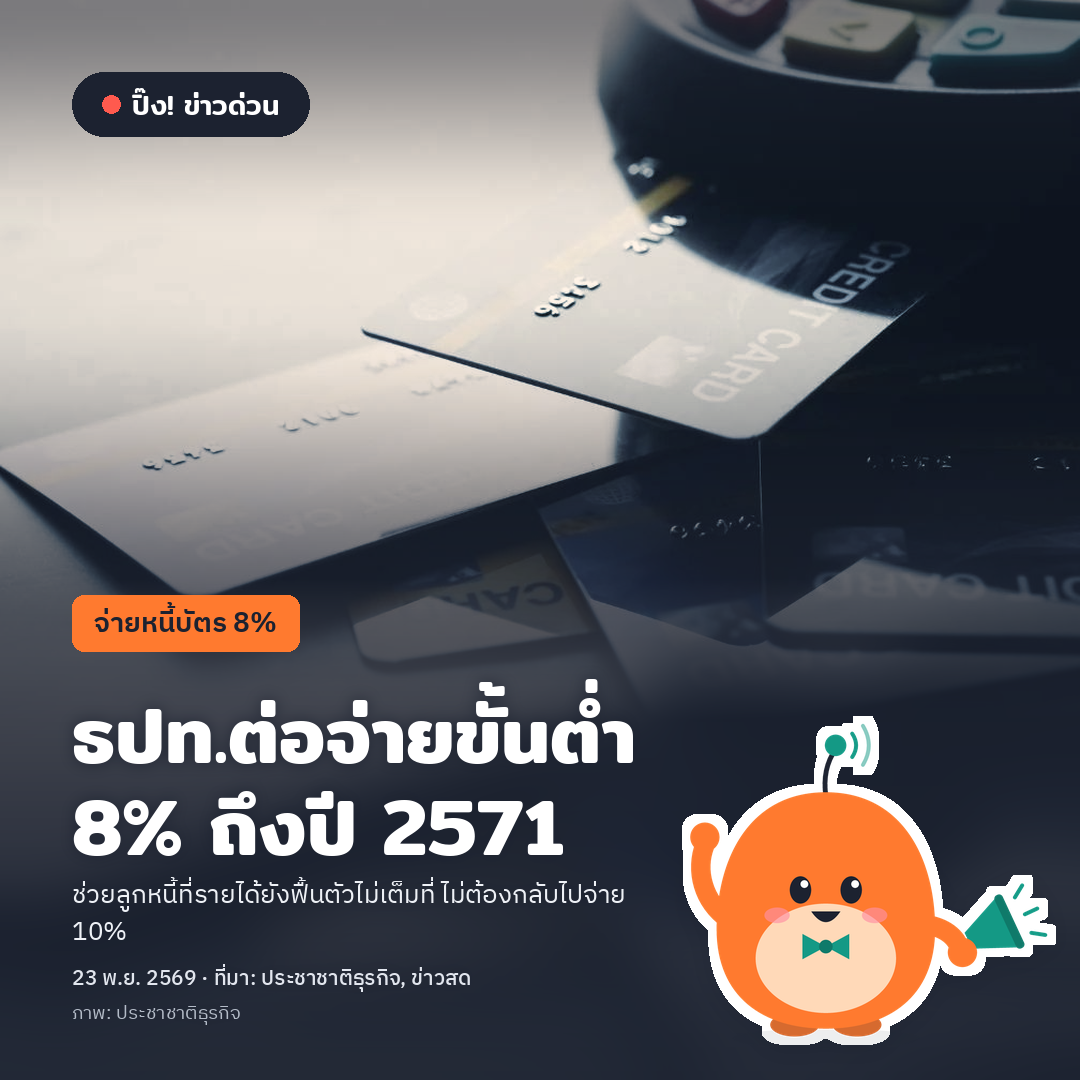 ปิ๊ง! ข่าวด่วน
3456
CREDIT CARD
CREDIT CARD
จ่ายหนี้บัตร 8%
ธปท.ต่อจ่ายขั้นต่ำ
8% ถึงปี 2571
ช่วยลูกหนี้ที่รายได้ยังฟื้นตัวไม่เต็มที่ ไม่ต้องกลับไปจ่าย
10%
23 พ.ย. 2569 · ที่มา: ประชาชาติธุรกิจ, ข่าวสด
ภาพ: ประชาชาติธุรกิจ